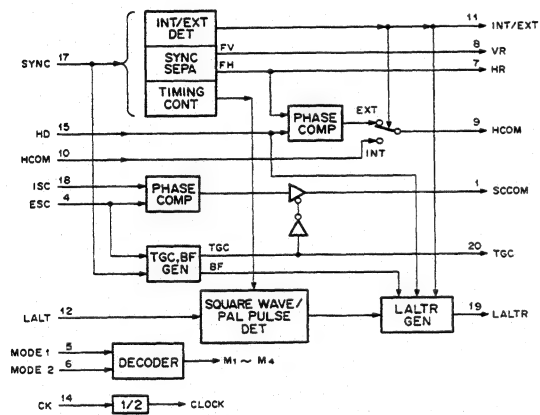 INT/EXT DET
11 INT/EXT
FV
8 VR
SYNC 17
SYNC SEPA
FH
7 HR
TIMING CONT
EXT
HD 15
PHASE COMP
9 HCOM
HCOM 10
INT
ISC 18
PHASE COMP
1 SCCOM
ESC 4
TGC
20 TGC
TGC, BF GEN
BF
LALT 12
SQUARE WAVE/ PAL PULSE DET
LALTR GEN
19 LALTR
MODE 1 5
MODE 2 6
DECODER
M1 ~ M4
CK 14
1/2
CLOCK